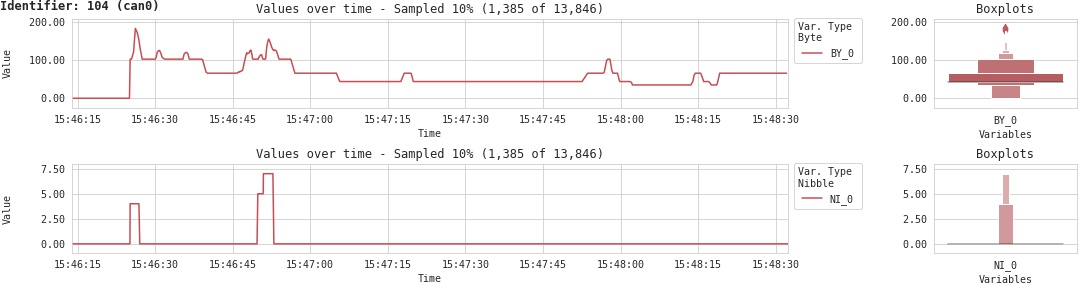 Identifier: 104 (can0)
Values over time - Sampled 10% (1,385 of 13,846)
Value
200.00
100.00
0.00
15:46:15 15:46:30 15:46:45 15:47:00 15:47:15 15:47:30 15:47:45 15:48:00 15:48:15 15:48:30
Time
Var. Type
Byte
BY_0
Boxplots
200.00
100.00
0.00
BY_0
Variables
Values over time - Sampled 10% (1,385 of 13,846)
Value
7.50
5.00
2.50
0.00
15:46:15 15:46:30 15:46:45 15:47:00 15:47:15 15:47:30 15:47:45 15:48:00 15:48:15 15:48:30
Time
Var. Type
Nibble
NI_0
Boxplots
7.50
5.00
2.50
0.00
NI_0
Variables